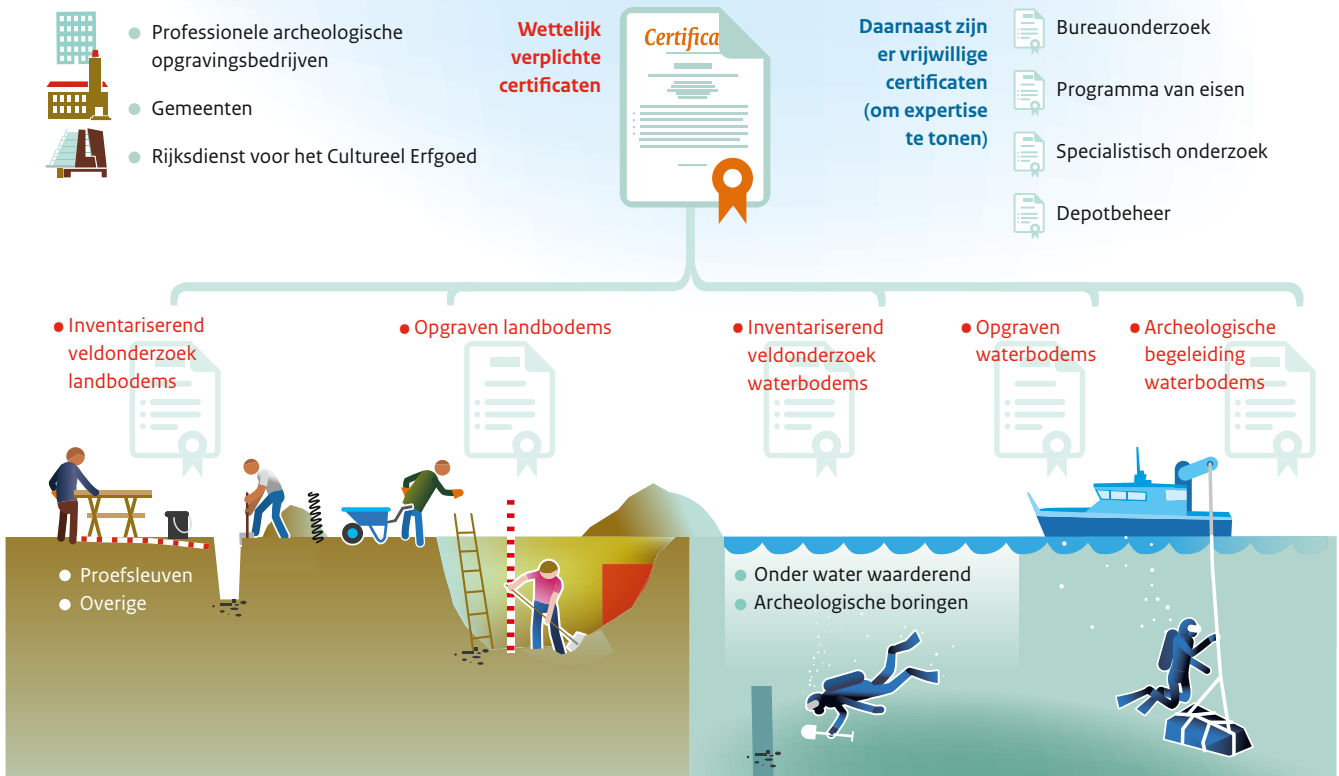 Professionele archeologische
opgravingsbedrijven
Gemeenten
Rijksdienst voor het Cultureel Erfgoed
Wettelijk
verplichte
certificaten
Certifica
Daarnaast zijn
er vrijwillige
certificaten
(om expertise
te tonen)
Bureauonderzoek
Programma van eisen
Specialistisch onderzoek
Depotbeheer
Inventariserend
veldonderzoek
landbodems
Opgraven landbodems
Inventariserend
veldonderzoek
waterbodems
Opgraven
waterbodems
Archeologische
begeleiding
waterbodems
Proefsleuven
Overige
Onder water waarderend
Archeologische boringen